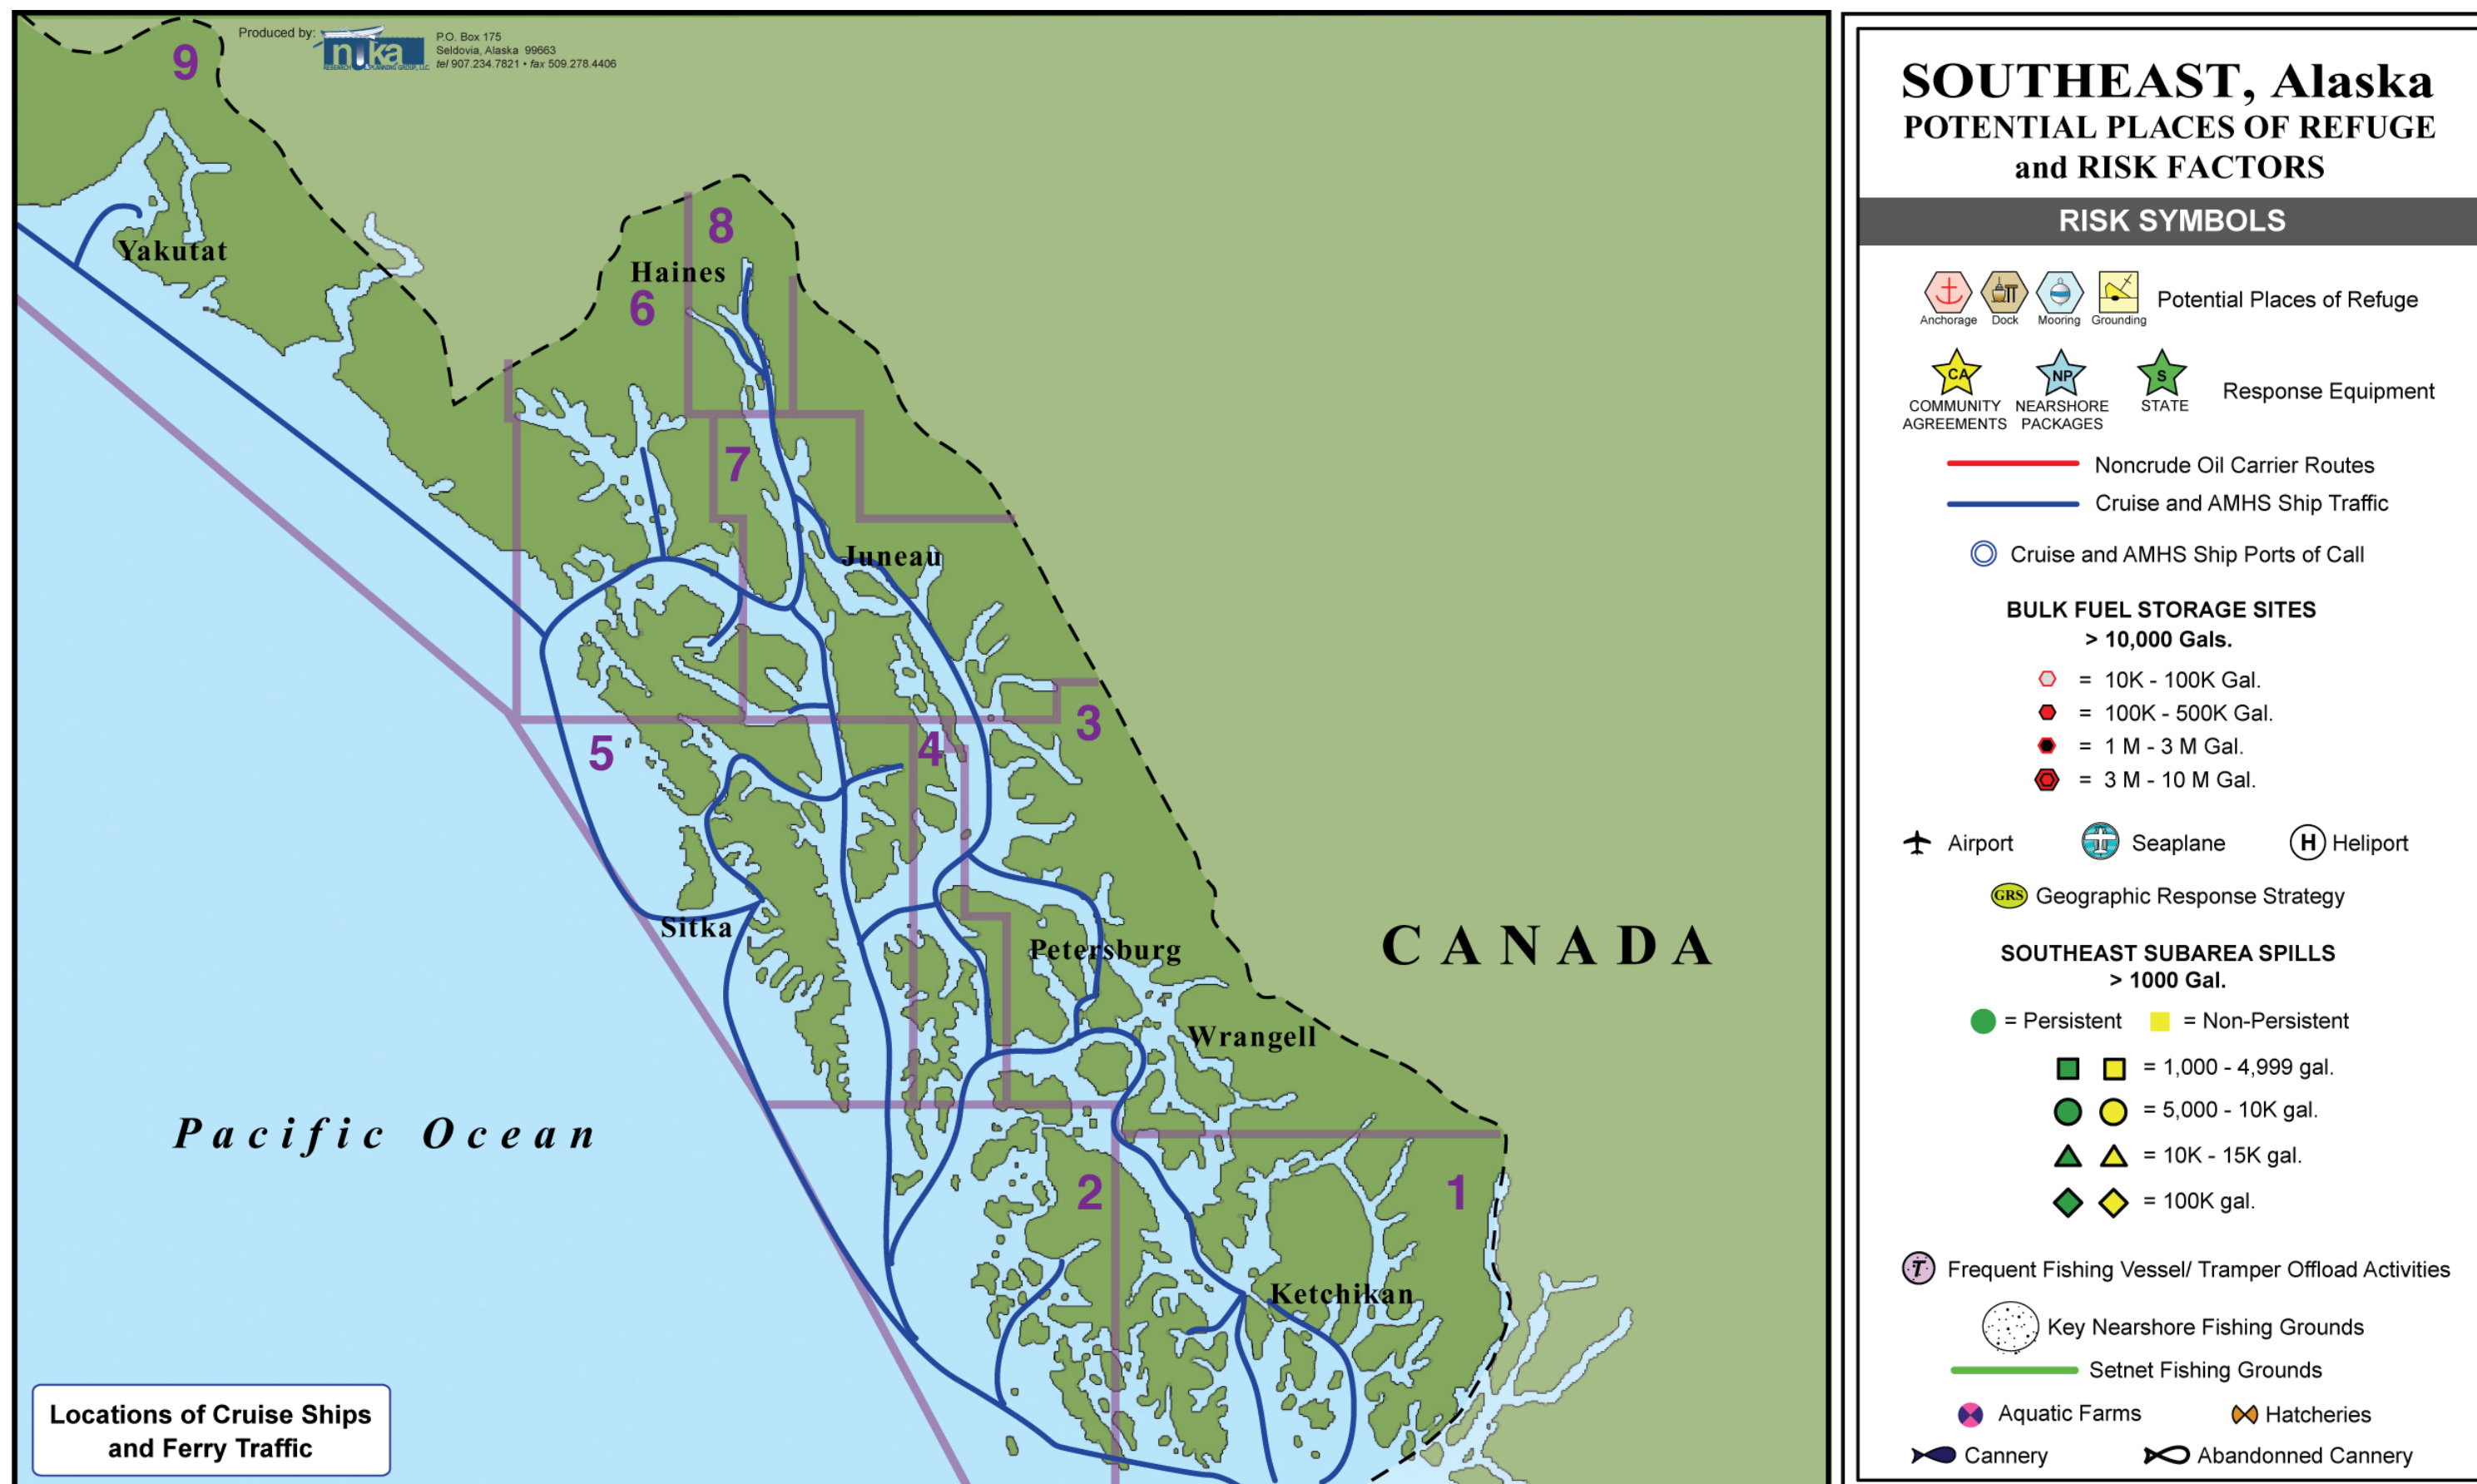 Produced by:
nuka
RESEARCH & PLANNING GROUP, LLC.
P.O. Box 175
Seldovia, Alaska 99663
tel 907.234.7821 • fax 509.278.4406
9
Yakutat
8
Haines
6
7
Juneau
3
4
5
Sitka
Petersburg
CANADA
Wrangell
Pacific Ocean
2
1
Ketchikan
Locations of Cruise Ships
and Ferry Traffic
SOUTHEAST, Alaska
POTENTIAL PLACES OF REFUGE
and RISK FACTORS
RISK SYMBOLS
Anchorage Dock Mooring Grounding
Potential Places of Refuge
CA NP S
COMMUNITY AGREEMENTS
NEARSHORE PACKAGES
STATE
Response Equipment
Noncrude Oil Carrier Routes
Cruise and AMHS Ship Traffic
Cruise and AMHS Ship Ports of Call
BULK FUEL STORAGE SITES
> 10,000 Gals.
= 10K - 100K Gal.
= 100K - 500K Gal.
= 1 M - 3 M Gal.
= 3 M - 10 M Gal.
Airport Seaplane H Heliport
GRS Geographic Response Strategy
SOUTHEAST SUBAREA SPILLS
> 1000 Gal.
= Persistent = Non-Persistent
= 1,000 - 4,999 gal.
= 5,000 - 10K gal.
= 10K - 15K gal.
= 100K gal.
T Frequent Fishing Vessel/ Tramper Offload Activities
Key Nearshore Fishing Grounds
Setnet Fishing Grounds
Aquatic Farms Hatcheries
Cannery Abandonned Cannery